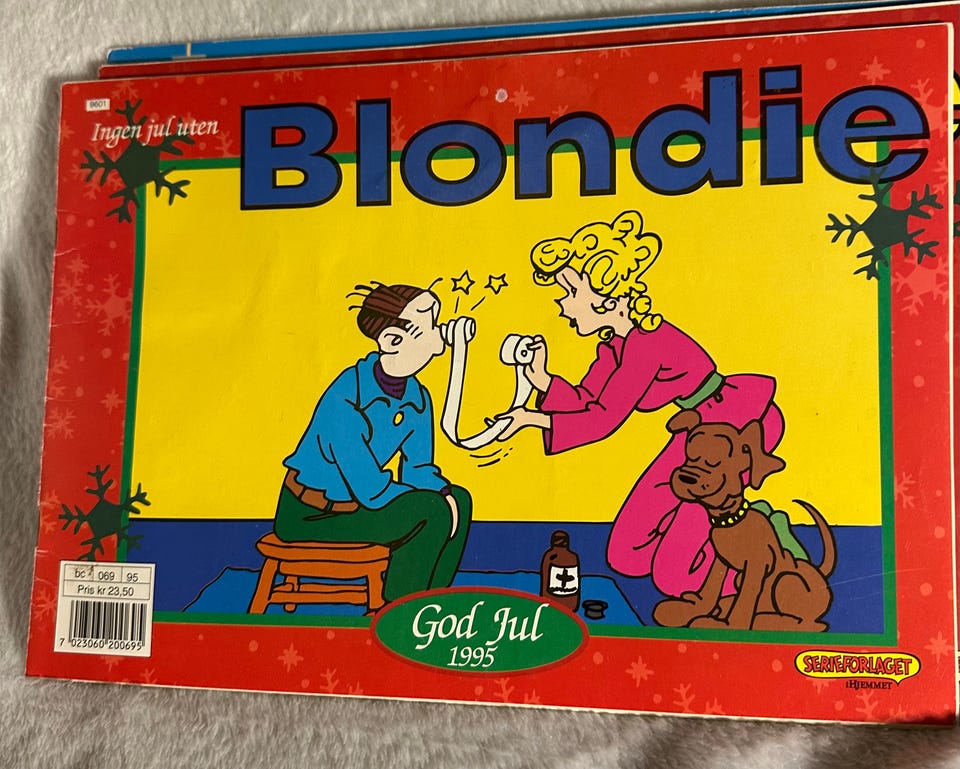 9601
Ingen jul uten
Blondie
bc 069 95
Pris kr 23,50
7 023060 200695
God Jul
1995
SERIEFORLAGET
iHJEMMET